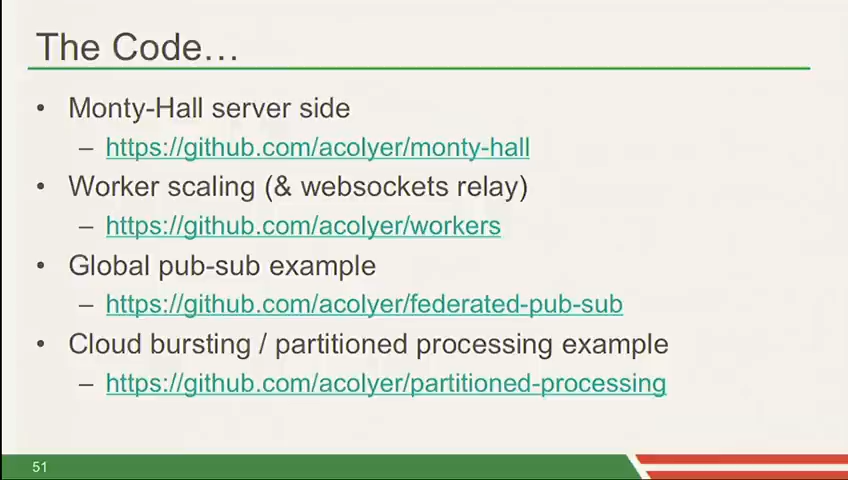 The Code…
• Monty-Hall server side
– https://github.com/acolyer/monty-hall
• Worker scaling (& websockets relay)
– https://github.com/acolyer/workers
• Global pub-sub example
– https://github.com/acolyer/federated-pub-sub
• Cloud bursting / partitioned processing example
– https://github.com/acolyer/partitioned-processing
51